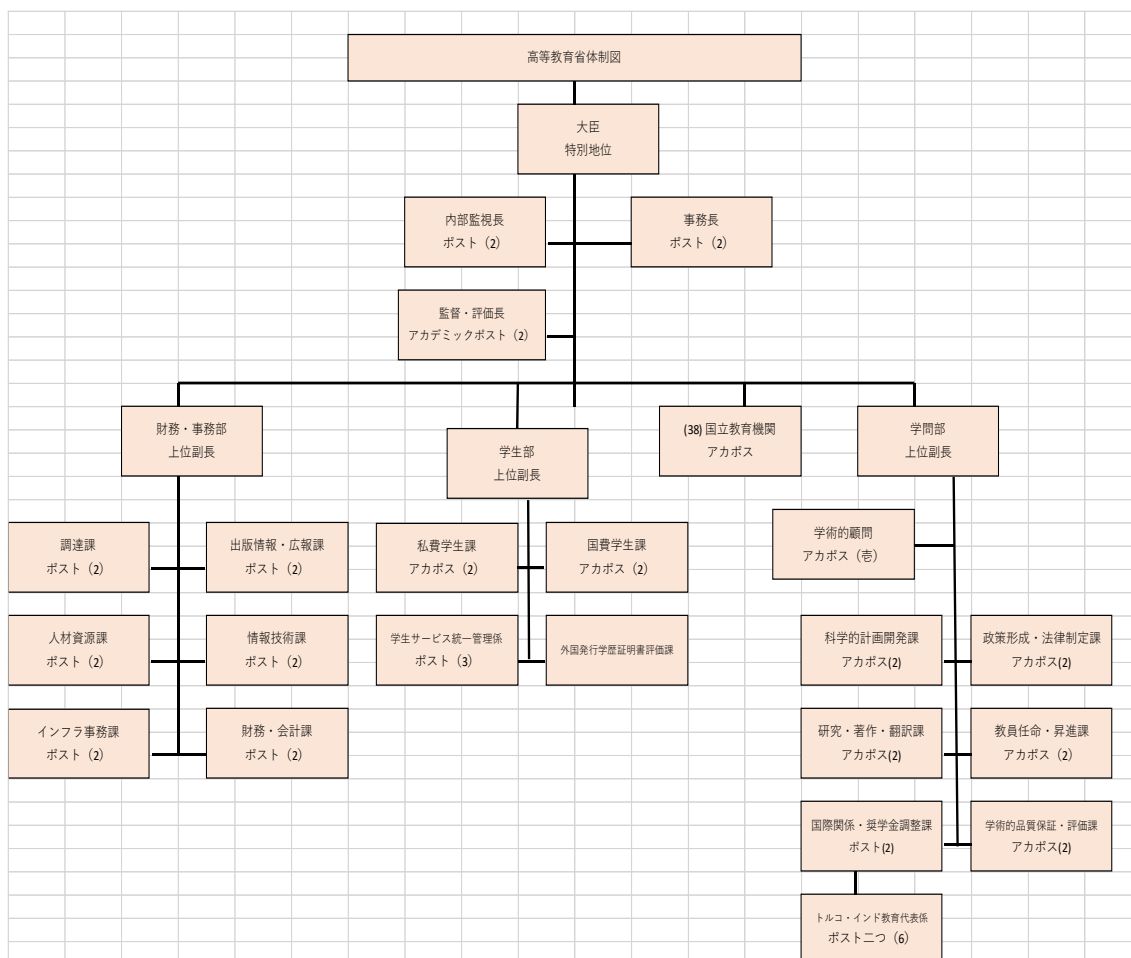 高等教育省体制図
大臣
特別地位
内部監視長
ポスト（2）
事務長
ポスト（2）
監督・評価長
アカデミックポスト（2）
財務・事務部
上位副長
学生部
上位副長
(38) 国立教育機関
アカポス
学問部
上位副長
調達課
ポスト（2）
出版情報・広報課
ポスト（2）
私費学生課
アカポス（2）
国費学生課
アカポス（2）
学術的顧問
アカポス（壱）
人材資源課
ポスト（2）
情報技術課
ポスト（2）
学生サービス統一管理係
ポスト（3）
外国発行学歴証明書評価課
科学的計画開発課
アカポス(2)
政策形成・法律制定課
アカポス(2)
インフラ事務課
ポスト（2）
財務・会計課
ポスト（2）
研究・著作・翻訳課
アカポス(2)
教員任命・昇進課
アカポス（2）
国際関係・奨学金調整課
ポスト(2)
学術的品質保証・評価課
アカポス(2)
トルコ・インド教育代表係
ポスト二つ（6）